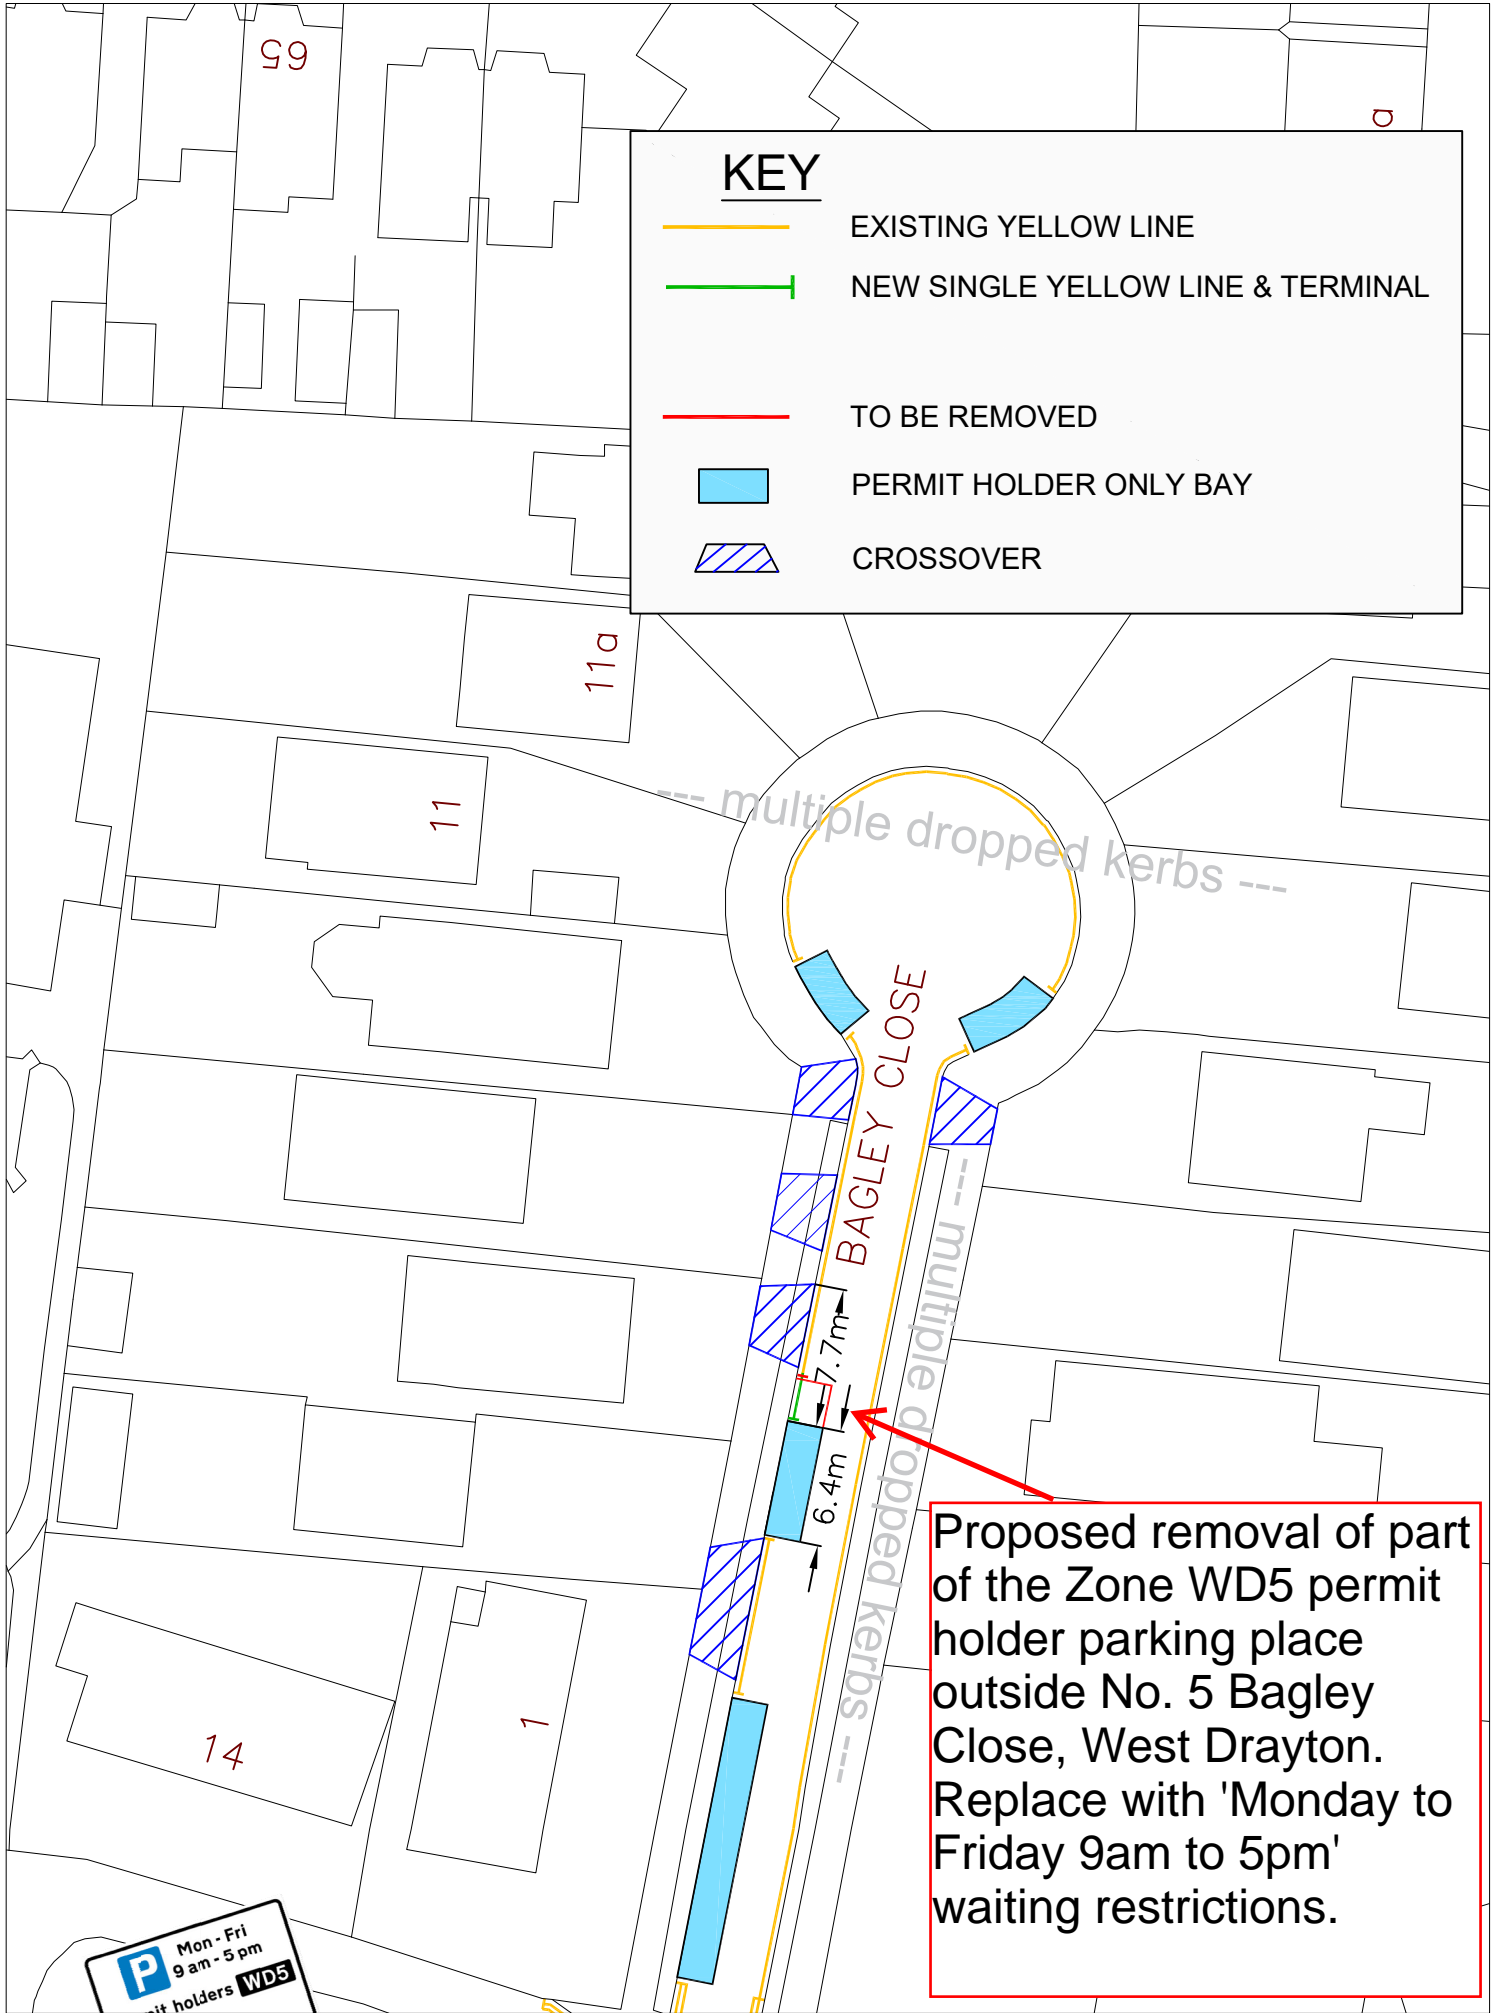 65
a
KEY
EXISTING YELLOW LINE
NEW SINGLE YELLOW LINE & TERMINAL
TO BE REMOVED
PERMIT HOLDER ONLY BAY
CROSSOVER
11a
11
--- multiple dropped kerbs ---
BAGLEY CLOSE
--- multiple dropped kerbs ---
7.7m
6.4m
Proposed removal of part
of the Zone WD5 permit
holder parking place
outside No. 5 Bagley
Close, West Drayton.
Replace with 'Monday to
Friday 9am to 5pm'
waiting restrictions.
1
14
P Mon - Fri
9 am - 5 pm
holders WD5